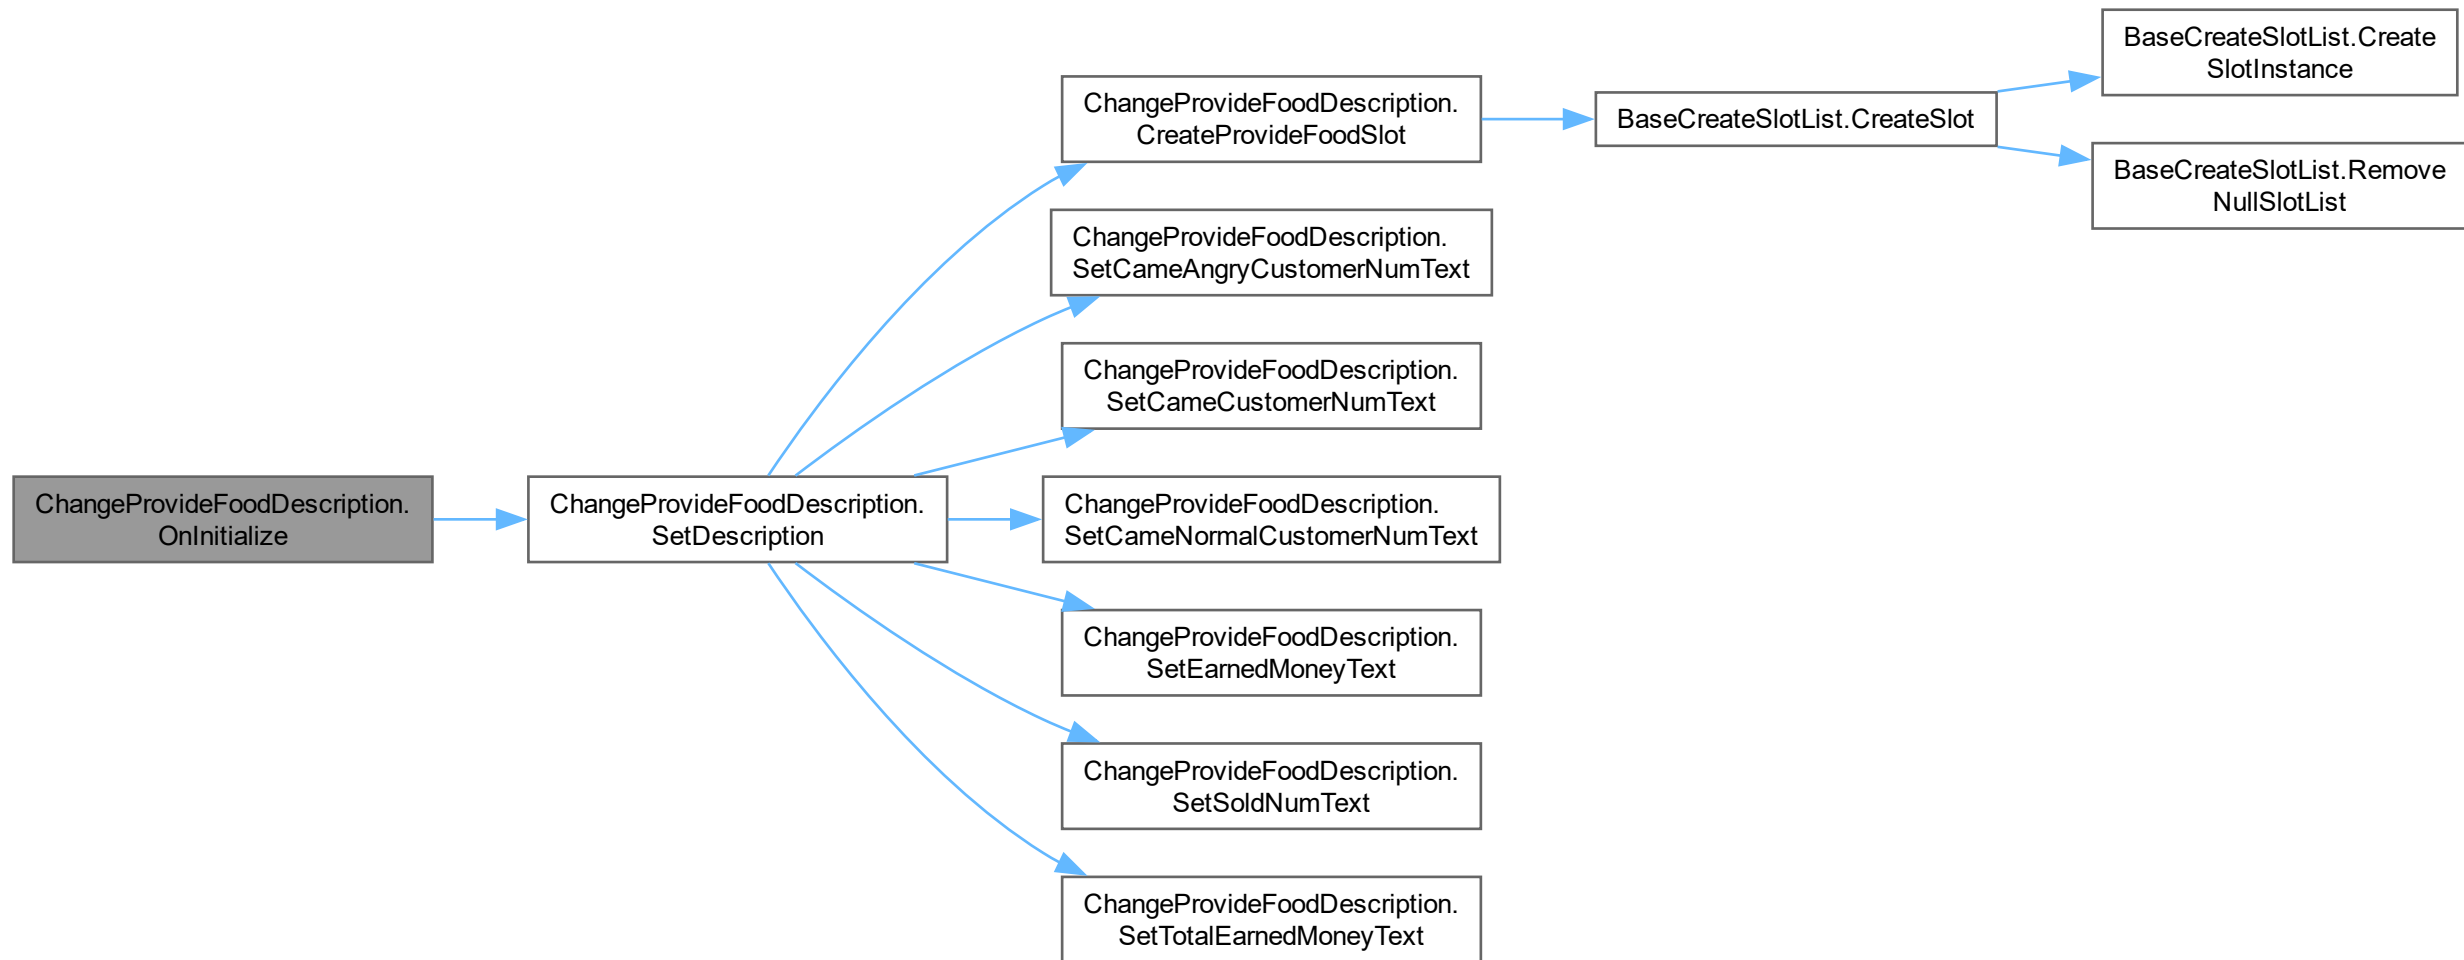 ChangeProvideFoodDescription.
OnInitialize
ChangeProvideFoodDescription.
SetDescription
ChangeProvideFoodDescription.
CreateProvideFoodSlot
BaseCreateSlotList.CreateSlot
BaseCreateSlotList.Create
SlotInstance
BaseCreateSlotList.Remove
NullSlotList
ChangeProvideFoodDescription.
SetCameAngryCustomerNumText
ChangeProvideFoodDescription.
SetCameCustomerNumText
ChangeProvideFoodDescription.
SetCameNormalCustomerNumText
ChangeProvideFoodDescription.
SetEarnedMoneyText
ChangeProvideFoodDescription.
SetSoldNumText
ChangeProvideFoodDescription.
SetTotalEarnedMoneyText